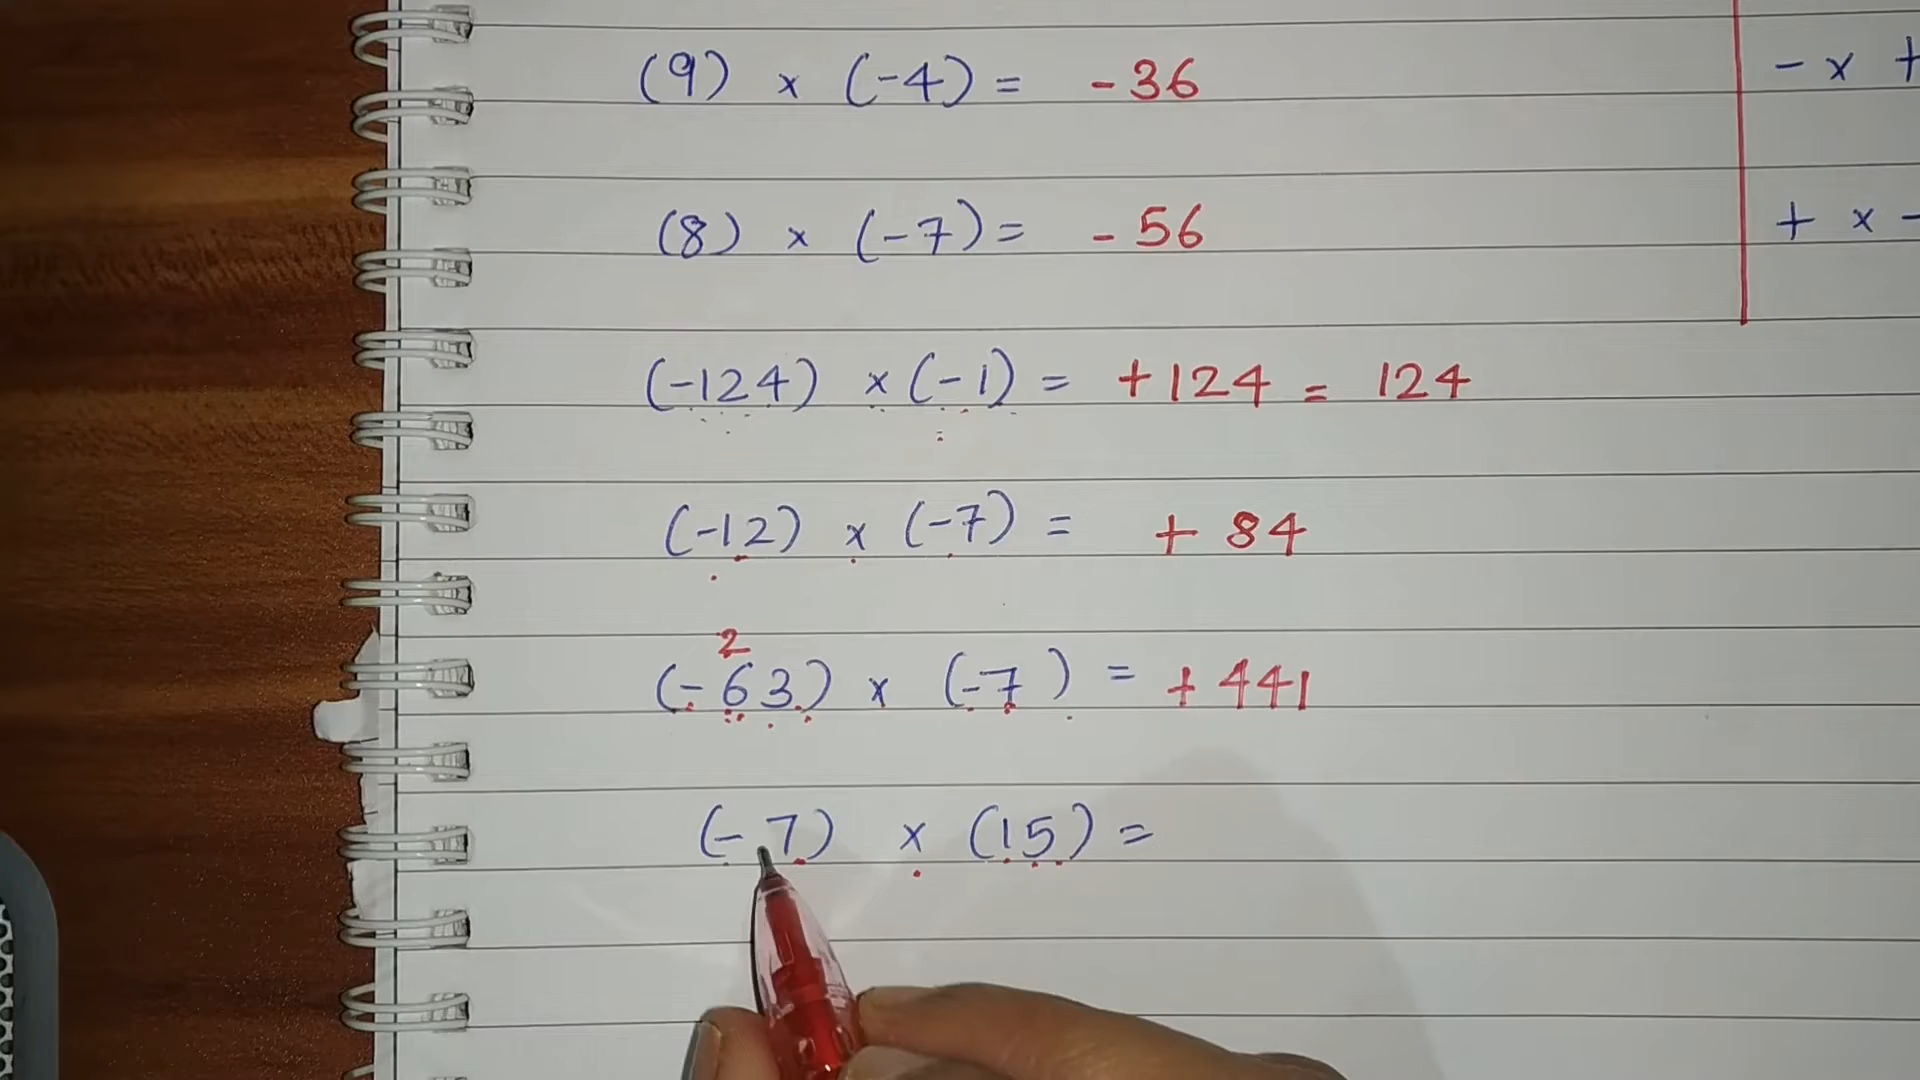 (9) × (-4) = -36
- × +
(8) × (-7) = -56
+ × -
(-124) × (-1) = +124 = 124
(-12) × (-7) = + 84
2
(-63) × (-7) = +441
(-7) × (15) =